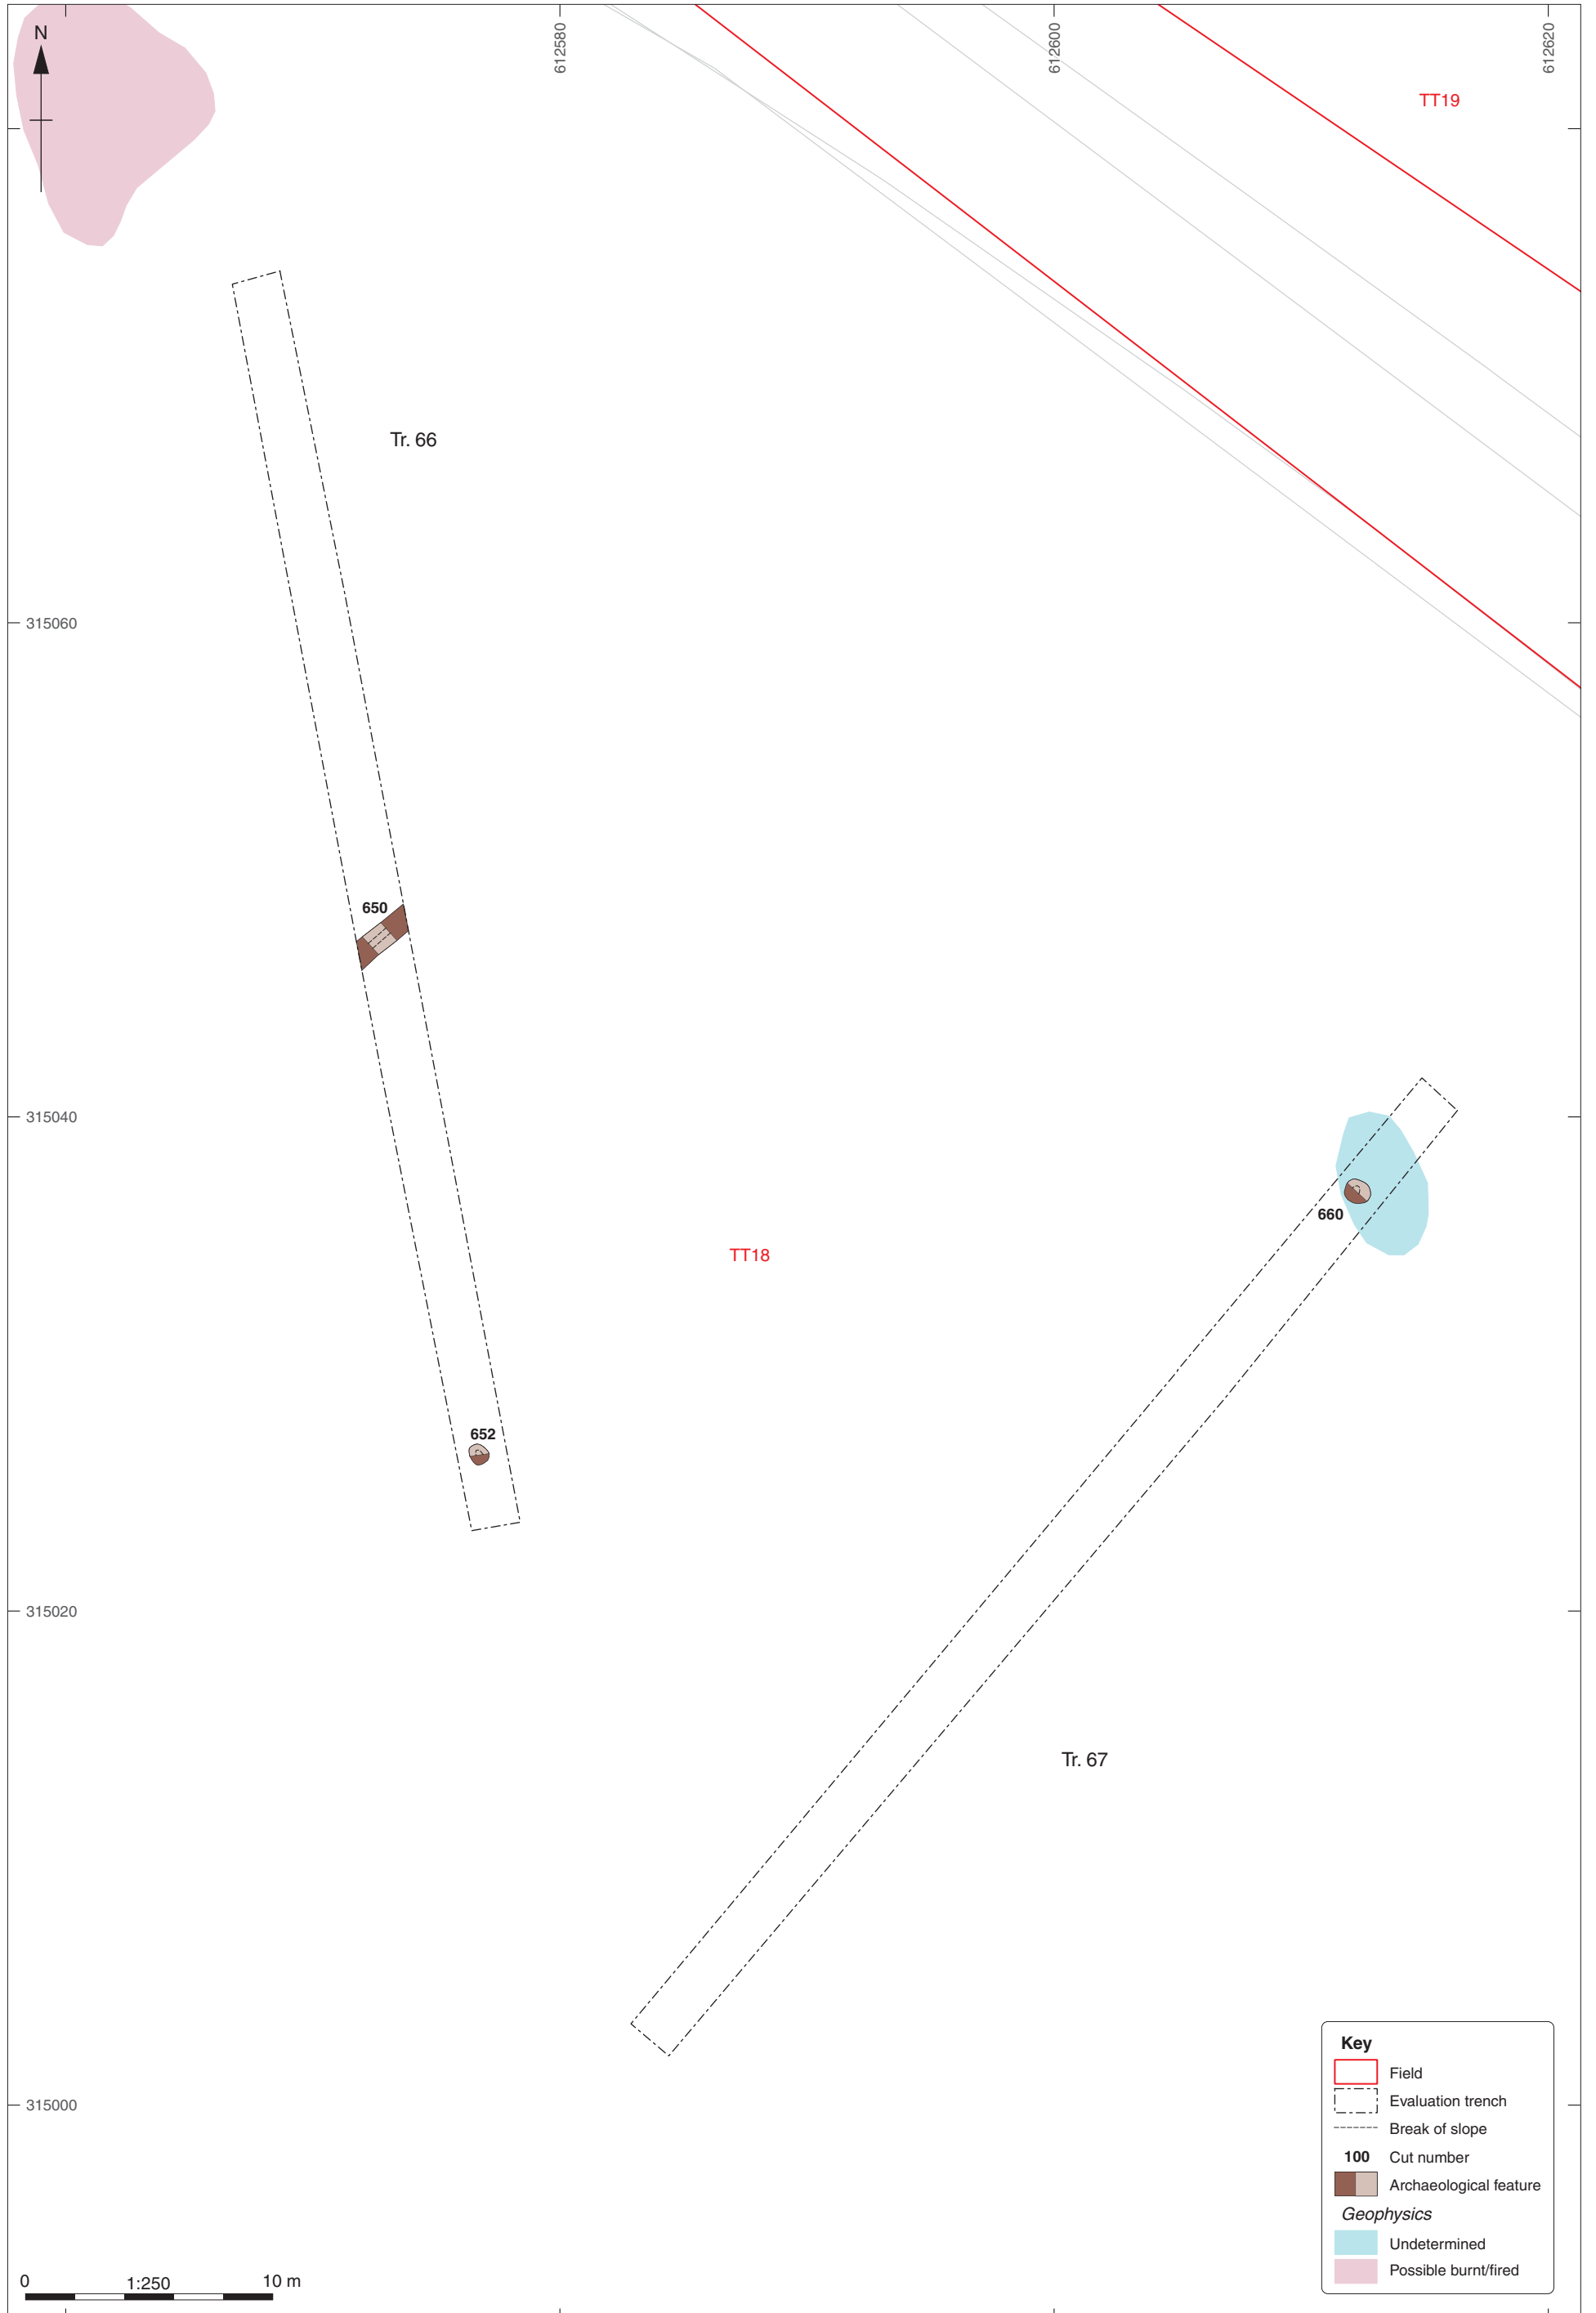 N
612580
612600
612620
TT19
Tr. 66
315060
650
315040
660
TT18
652
315020
Tr. 67
315000
Key
Field
Evaluation trench
Break of slope
100 Cut number
Archaeological feature
Geophysics
Undetermined
Possible burnt/fired
0 1:250 10 m